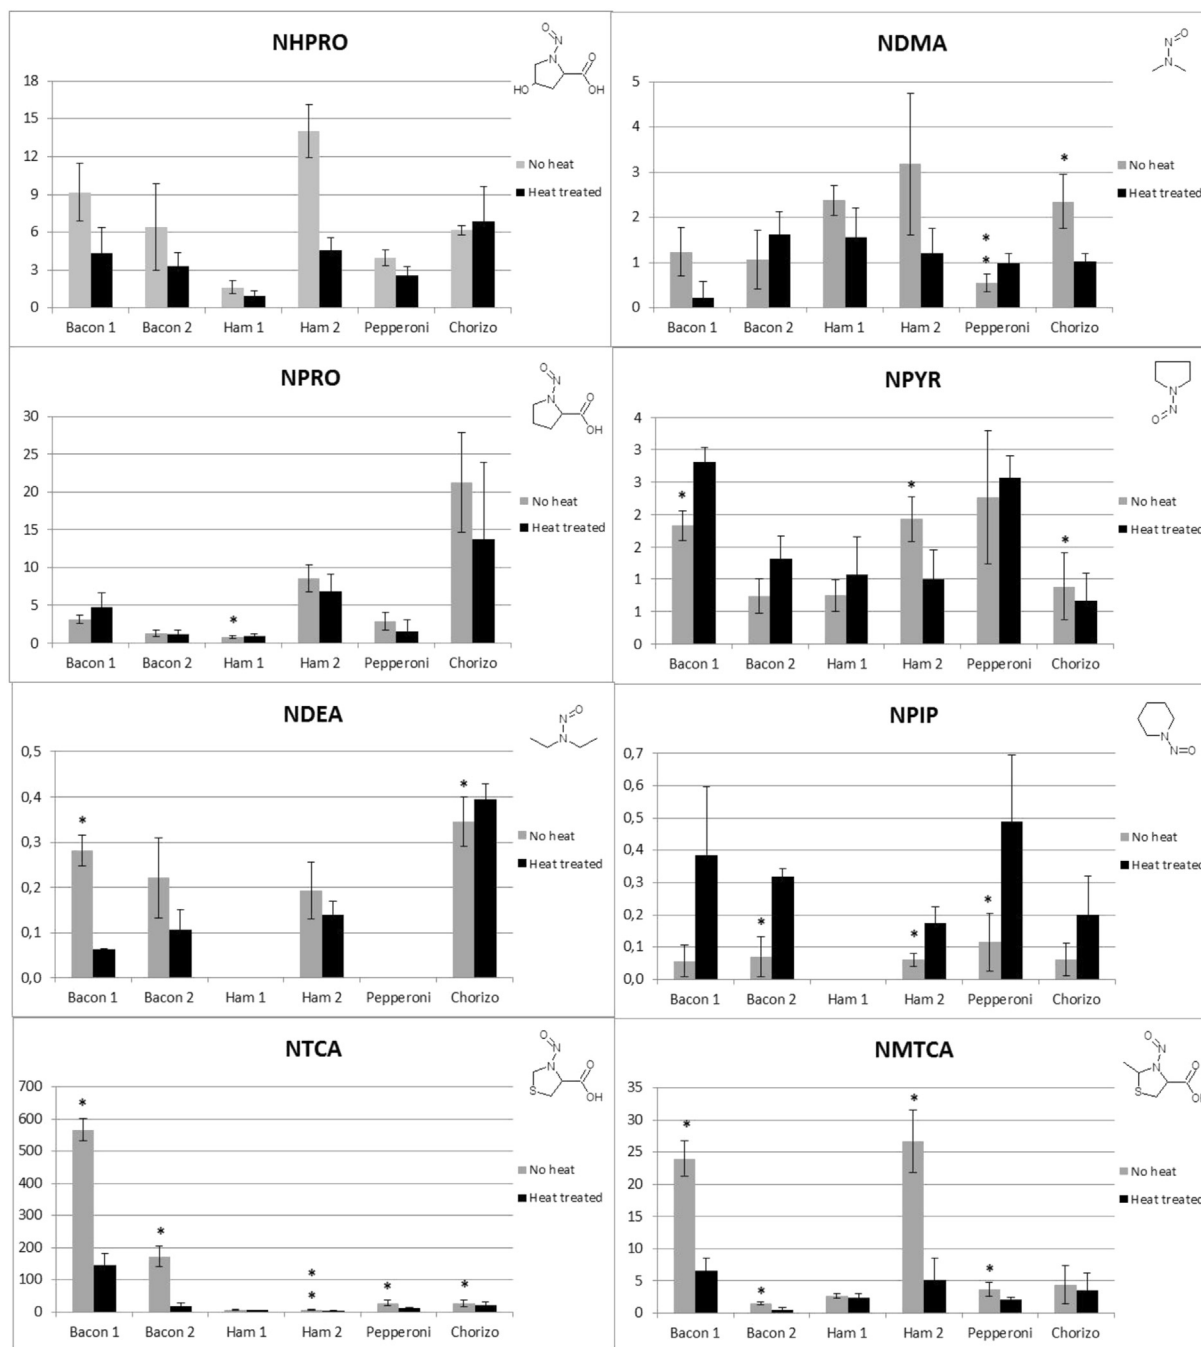 NHPRO
18
15
12
9
6
3
0
Bacon 1 Bacon 2 Ham 1 Ham 2 Pepperoni Chorizo
No heat
Heat treated
O N N O HO OH
NDMA
5
4
4
3
2
1
0
* * * 
Bacon 1 Bacon 2 Ham 1 Ham 2 Pepperoni Chorizo
No heat
Heat treated
N O N
NPRO
30
25
20
15
10
5
0
*
Bacon 1 Bacon 2 Ham 1 Ham 2 Pepperoni Chorizo
No heat
Heat treated
O N N O OH
NPYR
4
3
3
2
2
1
1
0
* * *
Bacon 1 Bacon 2 Ham 1 Ham 2 Pepperoni Chorizo
No heat
Heat treated
N N O
NDEA
0,5
0,4
0,3
0,2
0,1
0,0
* *
Bacon 1 Bacon 2 Ham 1 Ham 2 Pepperoni Chorizo
No heat
Heat treated
O N N
NPIP
0,7
0,6
0,5
0,4
0,3
0,2
0,1
0,0
* * *
Bacon 1 Bacon 2 Ham 1 Ham 2 Pepperoni Chorizo
No heat
Heat treated
N N=O
NTCA
700
600
500
400
300
200
100
0
* * * * * *
Bacon 1 Bacon 2 Ham 1 Ham 2 Pepperoni Chorizo
No heat
Heat treated
O N N O S OH
NMTCA
35
30
25
20
15
10
5
0
* * * *
Bacon 1 Bacon 2 Ham 1 Ham 2 Pepperoni Chorizo
No heat
Heat treated
O N N O S